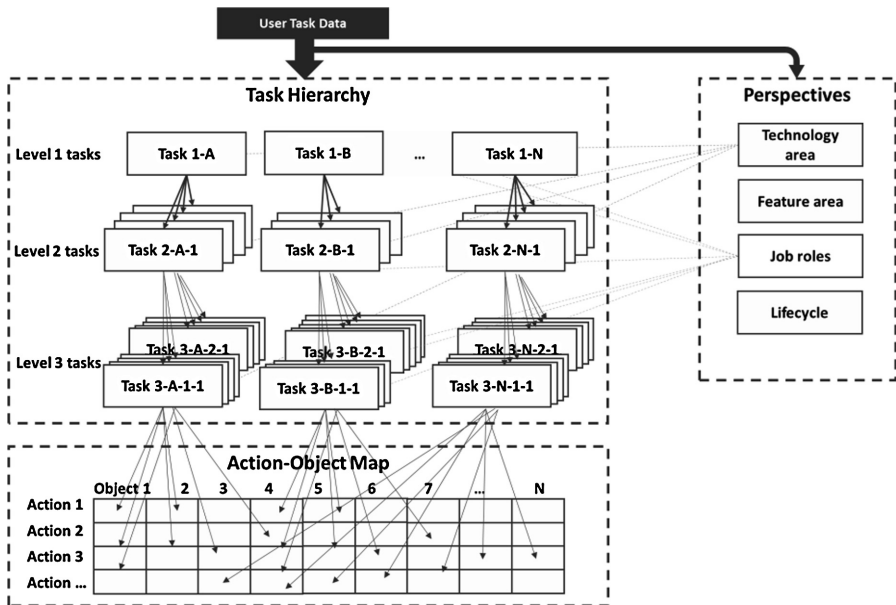 User Task Data
Task Hierarchy
Perspectives
Level 1 tasks
Task 1-A
Task 1-B
...
Task 1-N
Technology
area
Feature area
Level 2 tasks
Task 2-A-1
Task 2-B-1
Task 2-N-1
Job roles
Lifecycle
Level 3 tasks
Task 3-A-2-1
Task 3-B-2-1
Task 3-N-2-1
Task 3-A-1-1
Task 3-B-1-1
Task 3-N-1-1
Action-Object Map
Object 1 2 3 4 5 6 7 ... N
Action 1
Action 2
Action 3
Action ...